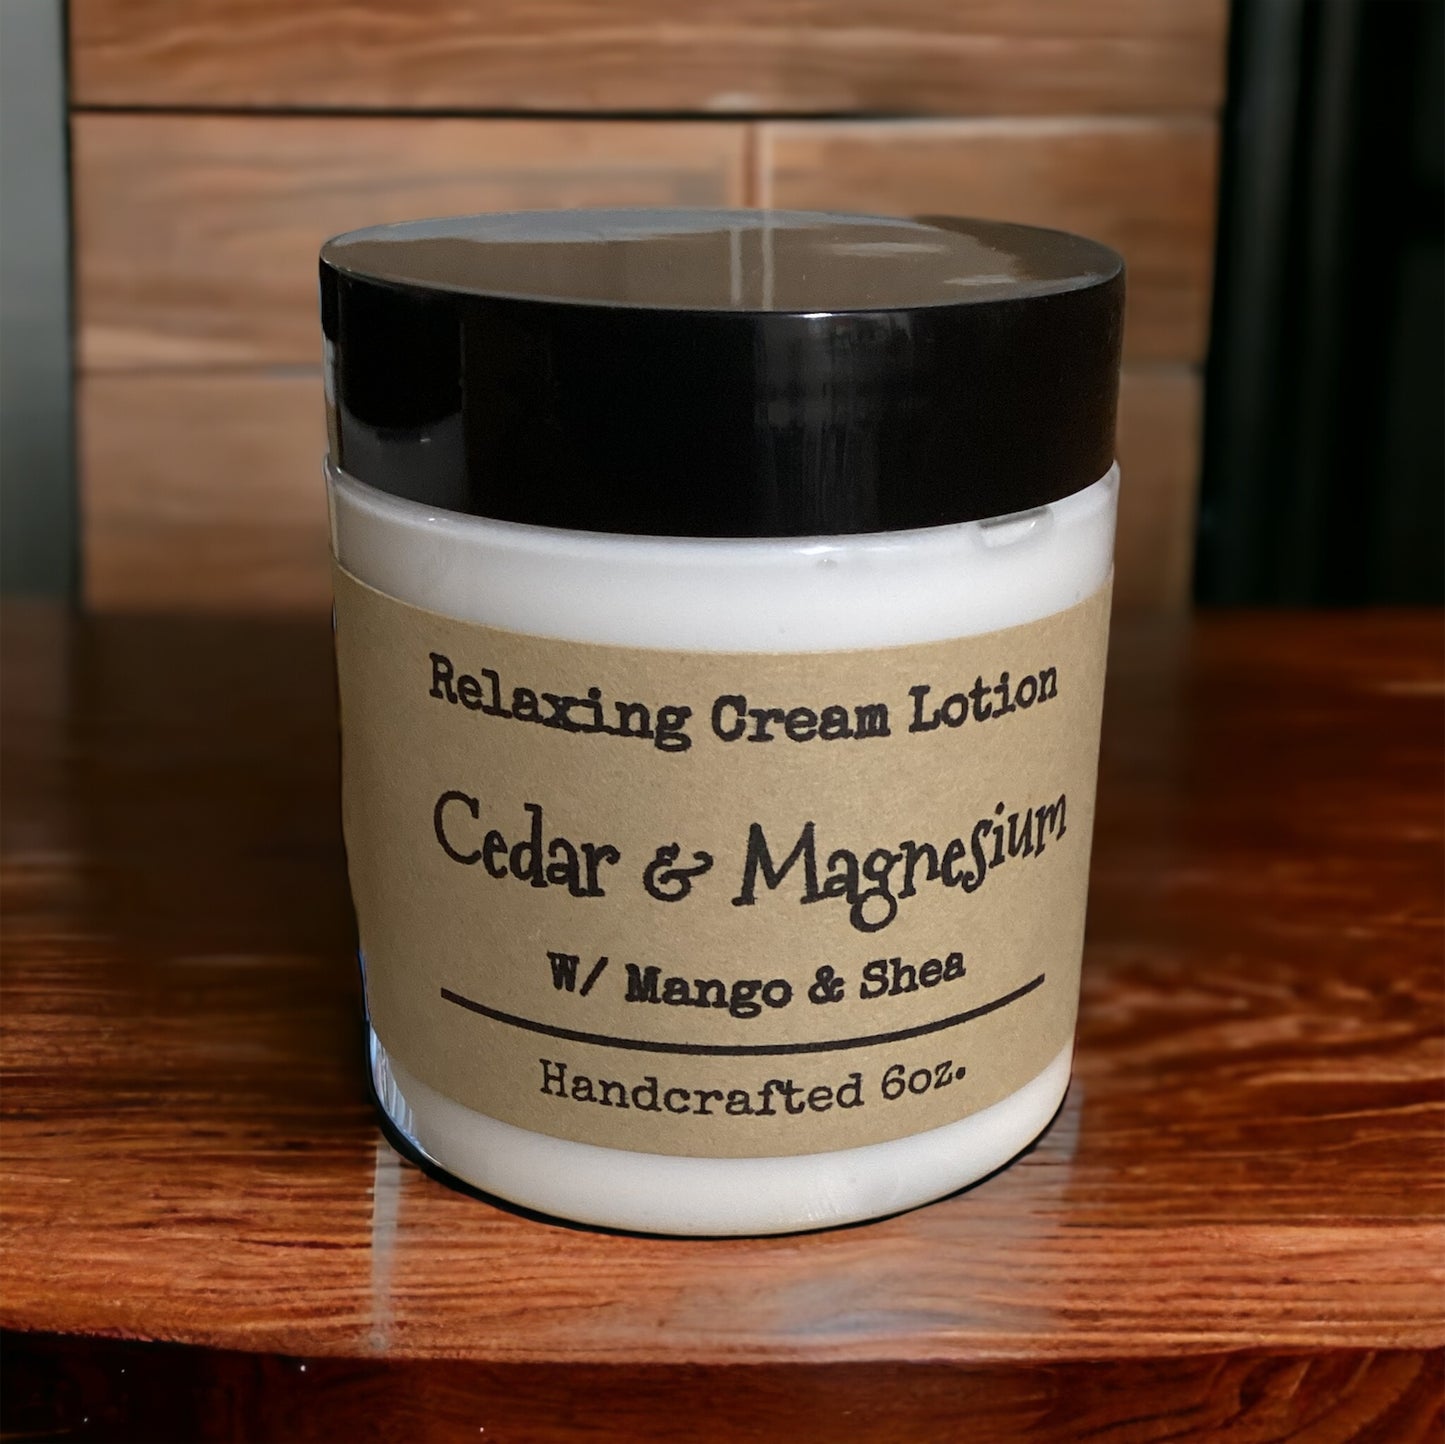 Relaxing Cream Lotion
Cedar & Magnesium
W/ Mango & Shea
Handcrafted 6oz.